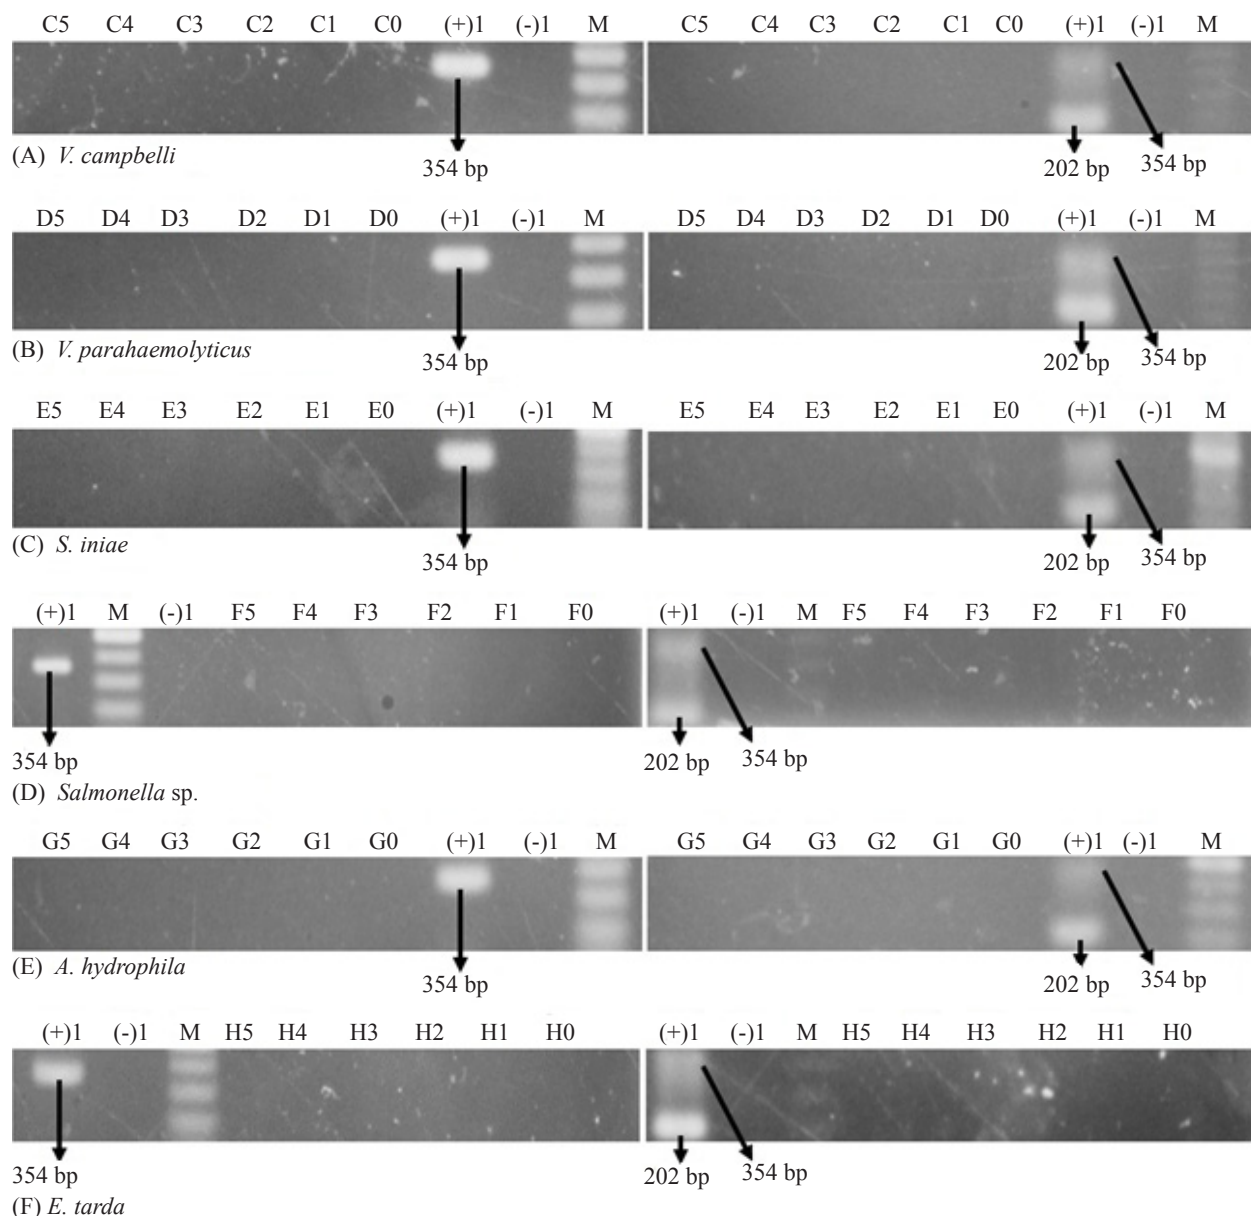 C5 C4 C3 C2 C1 C0 (+)1 (-)1 M C5 C4 C3 C2 C1 C0 (+)1 (-)1 M
354 bp 202 bp 354 bp
(A) V. campbelli
D5 D4 D3 D2 D1 D0 (+)1 (-)1 M D5 D4 D3 D2 D1 D0 (+)1 (-)1 M
(B) V. parahaemolyticus
354 bp 202 bp 354 bp
E5 E4 E3 E2 E1 E0 (+)1 (-)1 M E5 E4 E3 E2 E1 E0 (+)1 (-)1 M
(C) S. iniae
354 bp 202 bp 354 bp
(+)1 M (-)1 F5 F4 F3 F2 F1 F0 (+)1 (-)1 M F5 F4 F3 F2 F1 F0
354 bp 202 bp 354 bp
(D) Salmonella sp.
G5 G4 G3 G2 G1 G0 (+)1 (-)1 M G5 G4 G3 G2 G1 G0 (+)1 (-)1 M
(E) A. hydrophila
354 bp 202 bp 354 bp
(+)1 (-)1 M H5 H4 H3 H2 H1 H0 (+)1 (-)1 M H5 H4 H3 H2 H1 H0
354 bp 202 bp 354 bp
(F) E. tarda